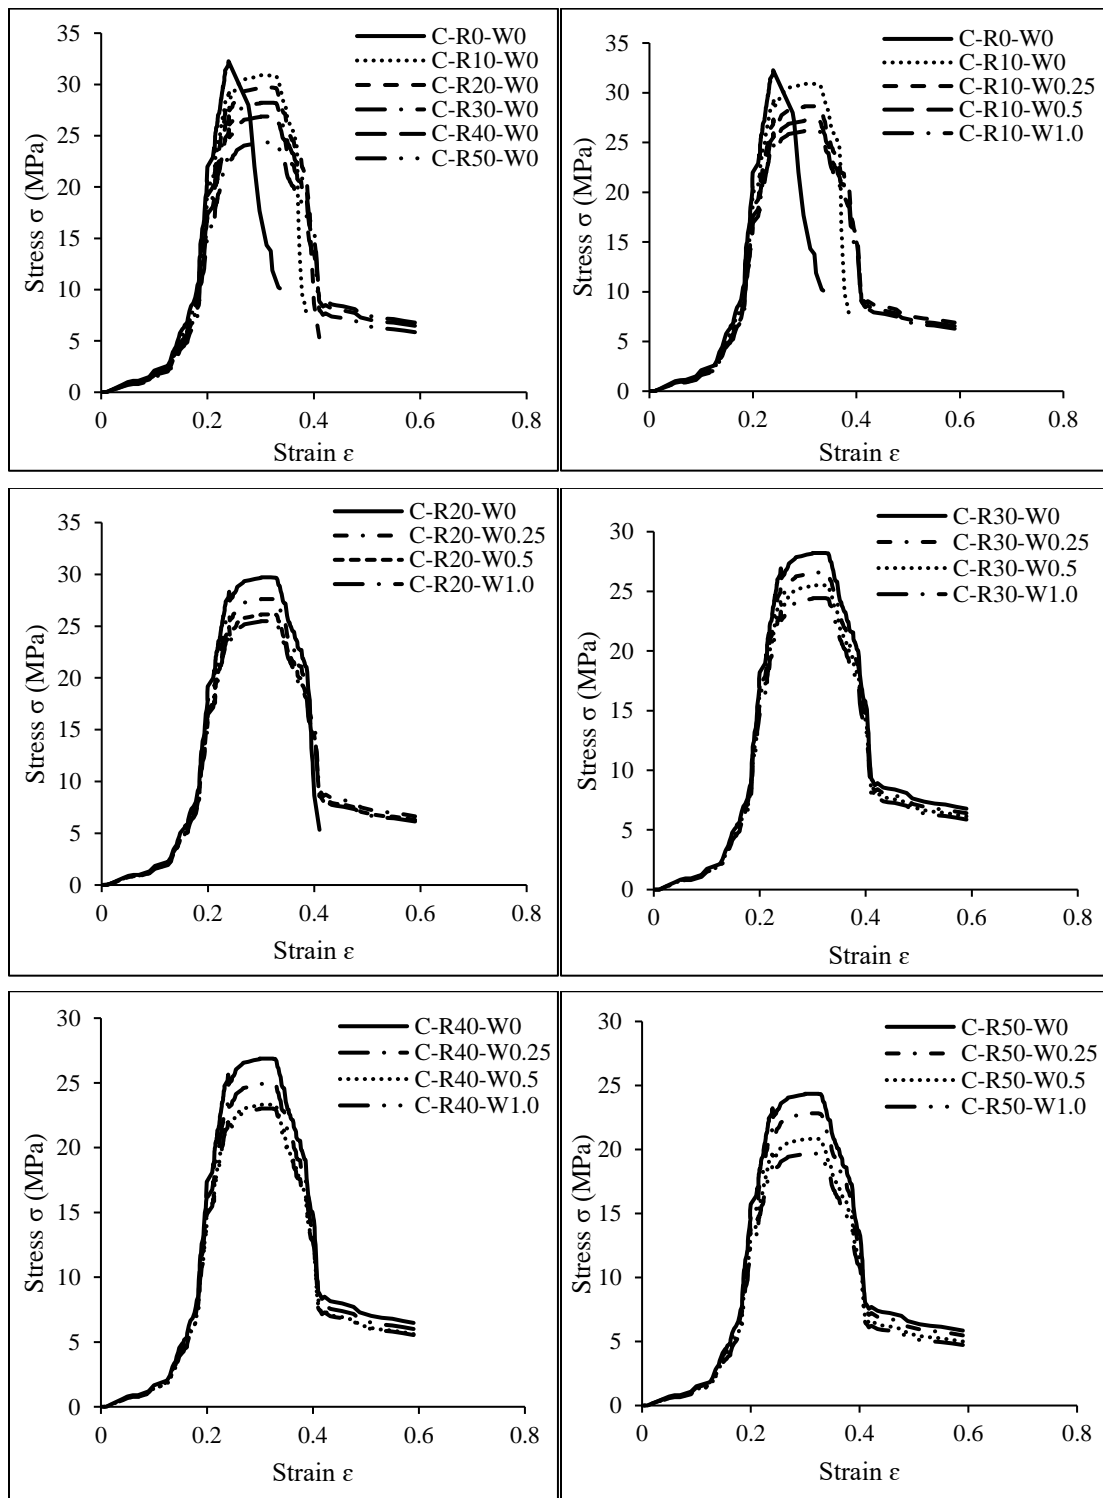 35
30
25
20
15
10
5
0
0
0.2
0.4
0.6
0.8
Stress σ (MPa)
Strain ε
C-R0-W0
C-R10-W0
C-R20-W0
C-R30-W0
C-R40-W0
C-R50-W0
35
30
25
20
15
10
5
0
0
0.2
0.4
0.6
0.8
Stress σ (MPa)
Strain ε
C-R0-W0
C-R10-W0
C-R10-W0.25
C-R10-W0.5
C-R10-W1.0
35
30
25
20
15
10
5
0
0
0.2
0.4
0.6
0.8
Stress σ (MPa)
Strain ε
C-R20-W0
C-R20-W0.25
C-R20-W0.5
C-R20-W1.0
30
25
20
15
10
5
0
0
0.2
0.4
0.6
0.8
Stress σ (MPa)
Strain ε
C-R30-W0
C-R30-W0.25
C-R30-W0.5
C-R30-W1.0
30
25
20
15
10
5
0
0
0.2
0.4
0.6
0.8
Stress σ (MPa)
Strain ε
C-R40-W0
C-R40-W0.25
C-R40-W0.5
C-R40-W1.0
30
25
20
15
10
5
0
0
0.2
0.4
0.6
0.8
Stress σ (MPa)
Strain ε
C-R50-W0
C-R50-W0.25
C-R50-W0.5
C-R50-W1.0